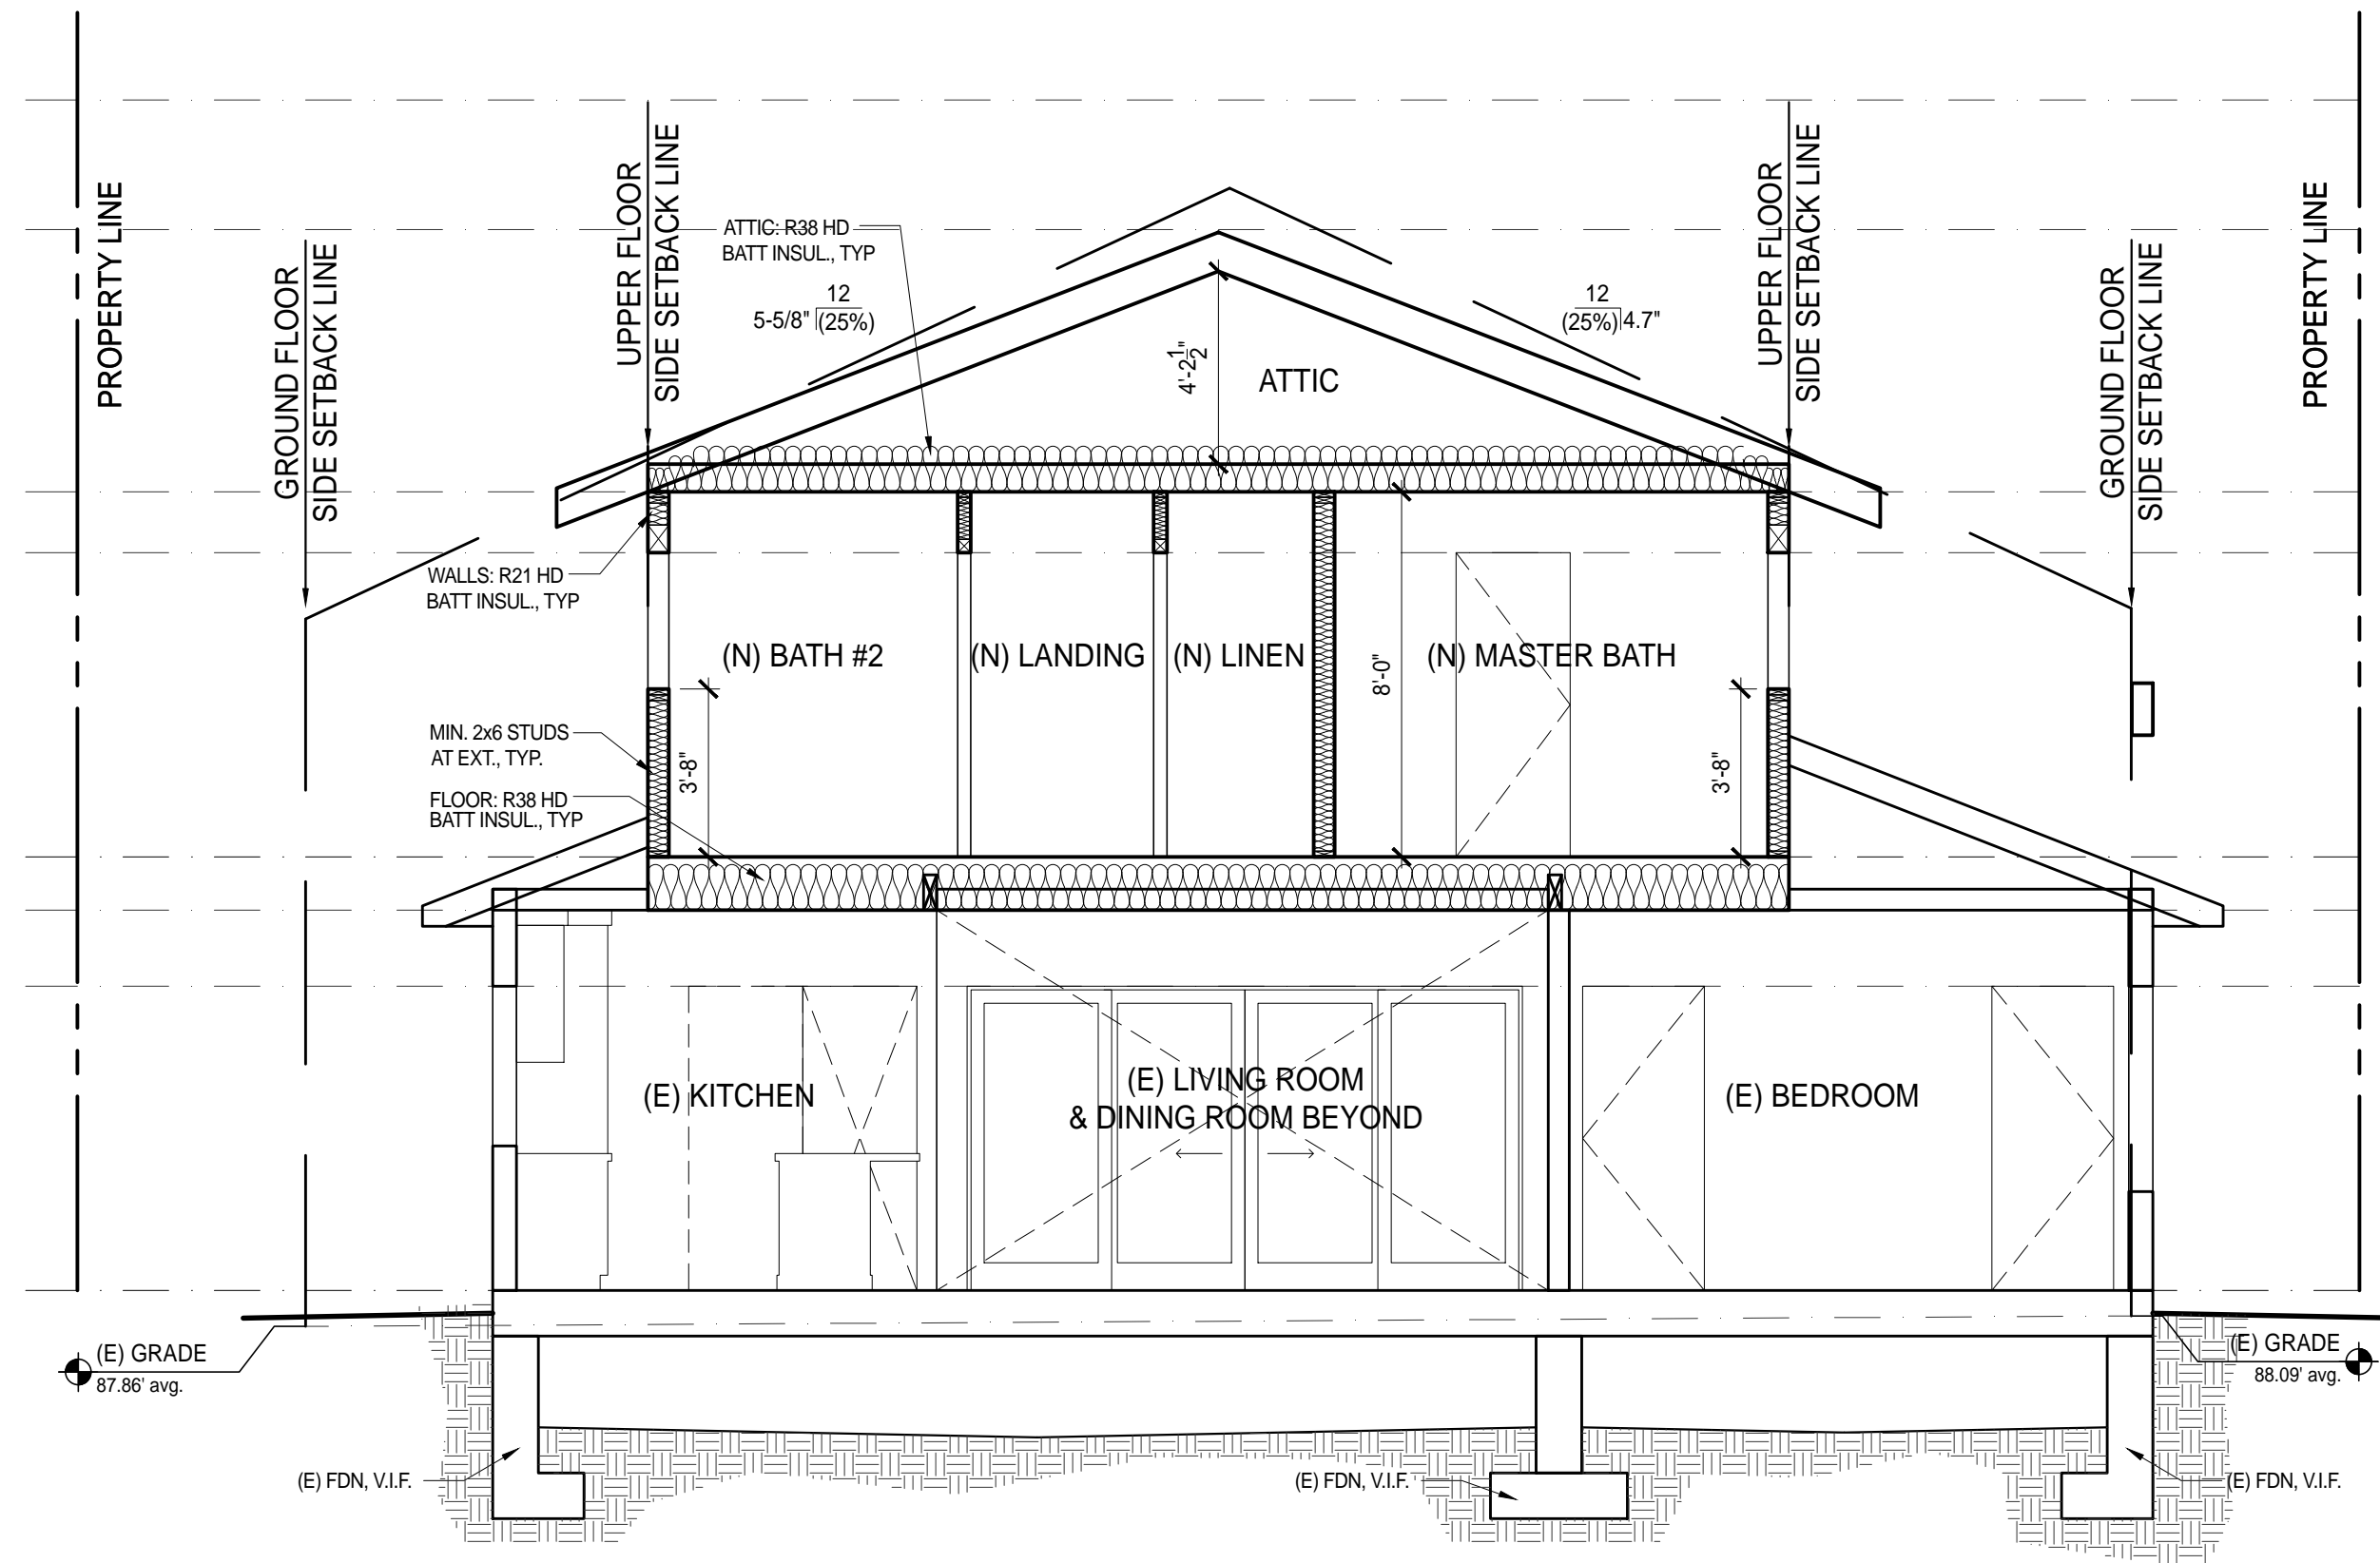 PROPERTY LINE
GROUND FLOOR
SIDE SETBACK LINE
UPPER FLOOR
SIDE SETBACK LINE
ATTIC: R38 HD
BATT INSUL., TYP
12
5-5/8" (25%)
12
(25%) 4.7"
UPPER FLOOR
SIDE SETBACK LINE
GROUND FLOOR
SIDE SETBACK LINE
PROPERTY LINE
4'-2 1/2"
ATTIC
WALLS: R21 HD
BATT INSUL., TYP
(N) BATH #2
(N) LANDING
(N) LINEN
8'-0"
(N) MASTER BATH
MIN. 2x6 STUDS
AT EXT., TYP.
3'-8"
3'-8"
FLOOR: R38 HD
BATT INSUL., TYP
(E) KITCHEN
(E) LIVING ROOM
& DINING ROOM BEYOND
(E) BEDROOM
(E) GRADE
87.86' avg.
(E) GRADE
88.09' avg.
(E) FDN, V.I.F.
(E) FDN, V.I.F.
(E) FDN, V.I.F.